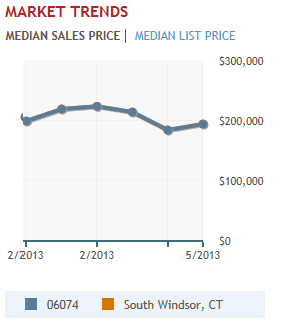 MARKET TRENDS
MEDIAN SALES PRICE | MEDIAN LIST PRICE
$300,000
$200,000
$100,000
$0
2/2013 2/2013 5/2013
06074 South Windsor, CT